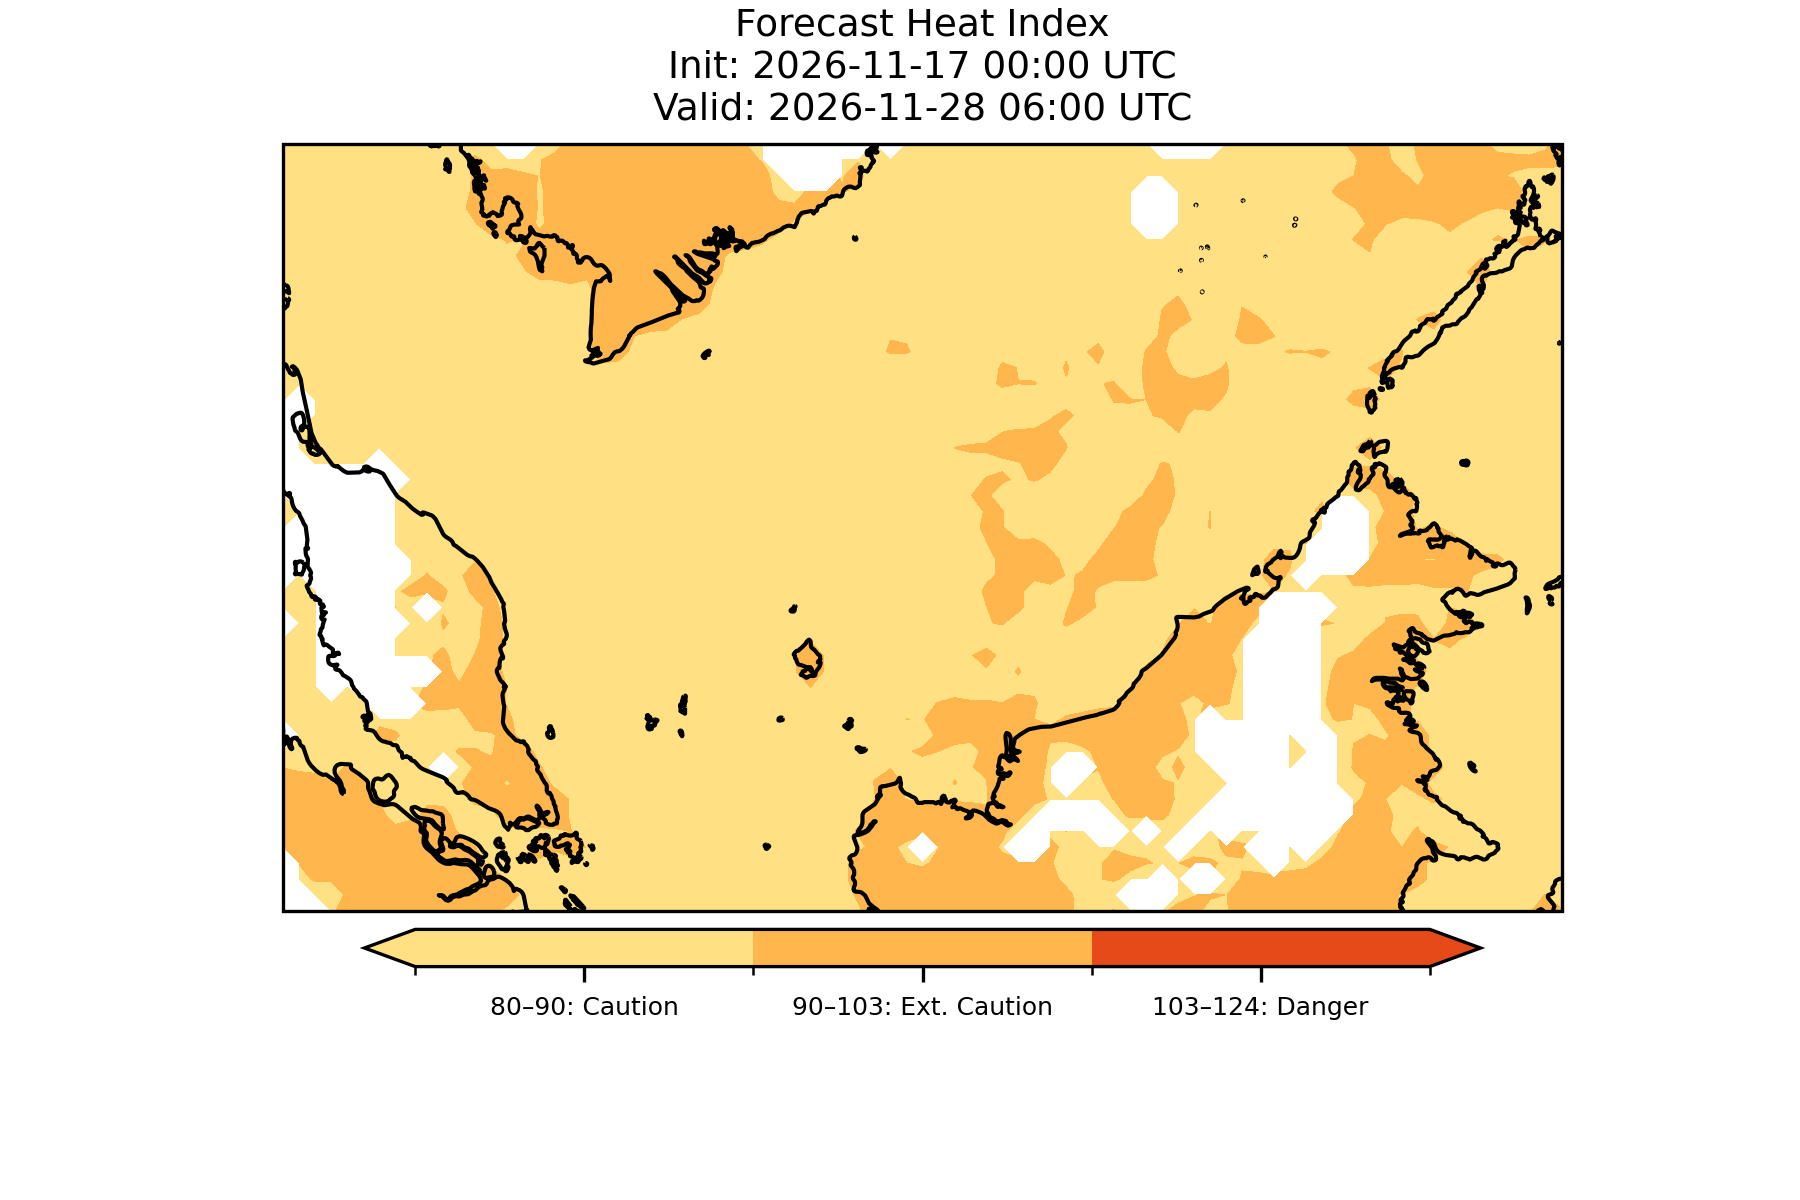 Forecast Heat Index
Init: 2026-11-17 00:00 UTC
Valid: 2026-11-28 06:00 UTC
80–90: Caution
90–103: Ext. Caution
103–124: Danger